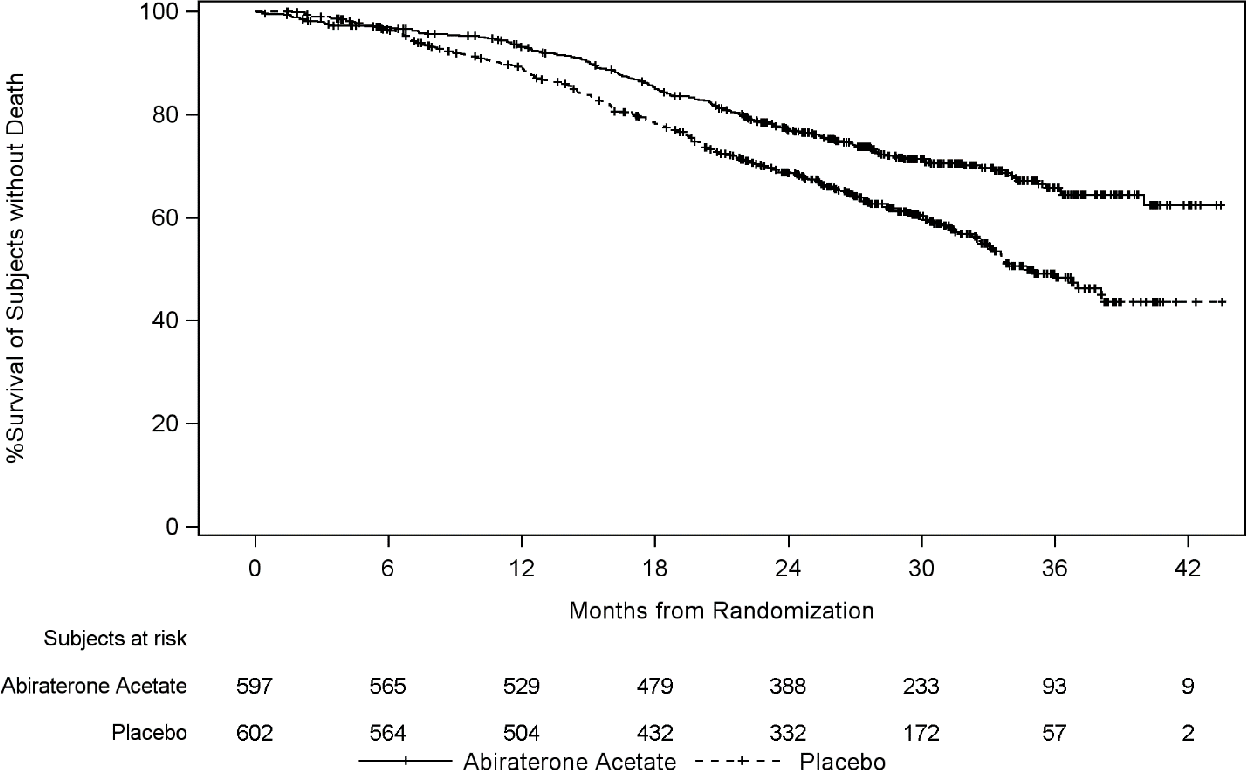 %Survival of Subjects without Death
100
80
60
40
20
0
0 6 12 18 24 30 36 42
Months from Randomization
Subjects at risk
Abiraterone Acetate 597 565 529 479 388 233 93 9
Placebo 602 564 504 432 332 172 57 2
Abiraterone Acetate Placebo